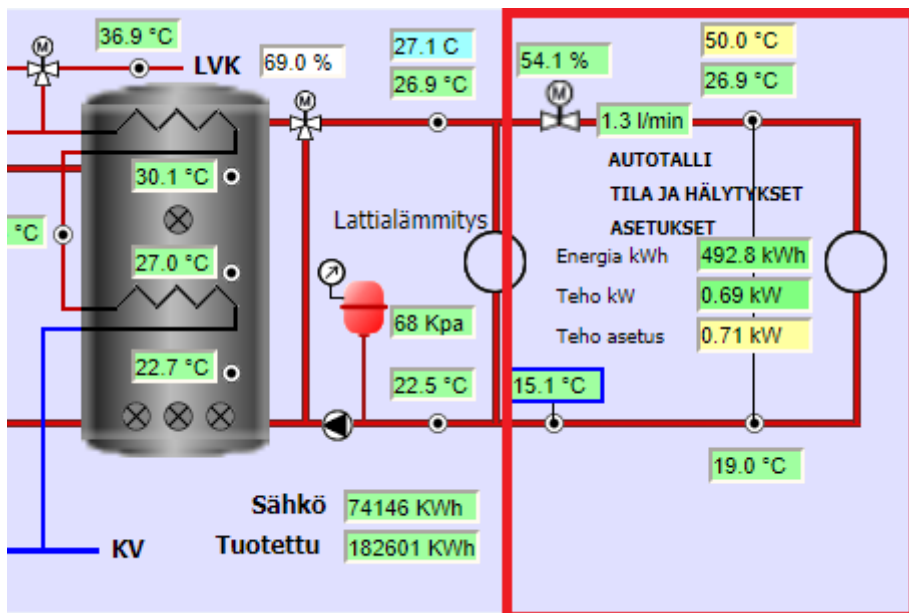 36.9 °C
M
LVK
69.0 %
27.1 C
26.9 °C
M
54.1 %
M
50.0 °C
26.9 °C
1.3 l/min
AUTOTALLI
TILA JA HÄLYTYKSET
ASETUKSET
30.1 °C
°C
27.0 °C
22.7 °C
Lattialämmitys
68 Kpa
22.5 °C
Energia kWh 492.8 kWh
Teho kW 0.69 kW
Teho asetus 0.71 kW
15.1 °C
19.0 °C
Sähkö 74146 KWh
Tuotettu 182601 KWh
KV